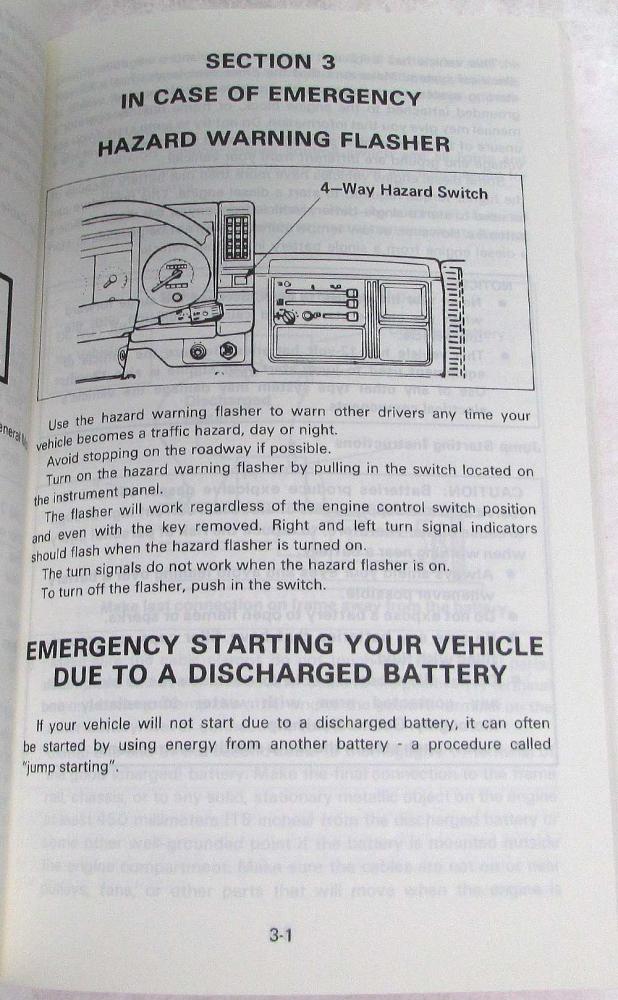 SECTION 3
IN CASE OF EMERGENCY
HAZARD WARNING FLASHER
4—Way Hazard Switch
Use the hazard warning flasher to warn other drivers any time your
vehicle becomes a traffic hazard, day or night.
Avoid stopping on the roadway if possible.
Turn on the hazard warning flasher by pulling in the switch located on
the instrument panel.
The flasher will work regardless of the engine control switch position
and even with the key removed. Right and left turn signal indicators
should flash when the hazard flasher is turned on.
The turn signals do not work when the hazard flasher is on.
To turn off the flasher, push in the switch.
EMERGENCY STARTING YOUR VEHICLE
DUE TO A DISCHARGED BATTERY
If your vehicle will not start due to a discharged battery, it can often
be started by using energy from another battery - a procedure called
"jump starting".
3-1